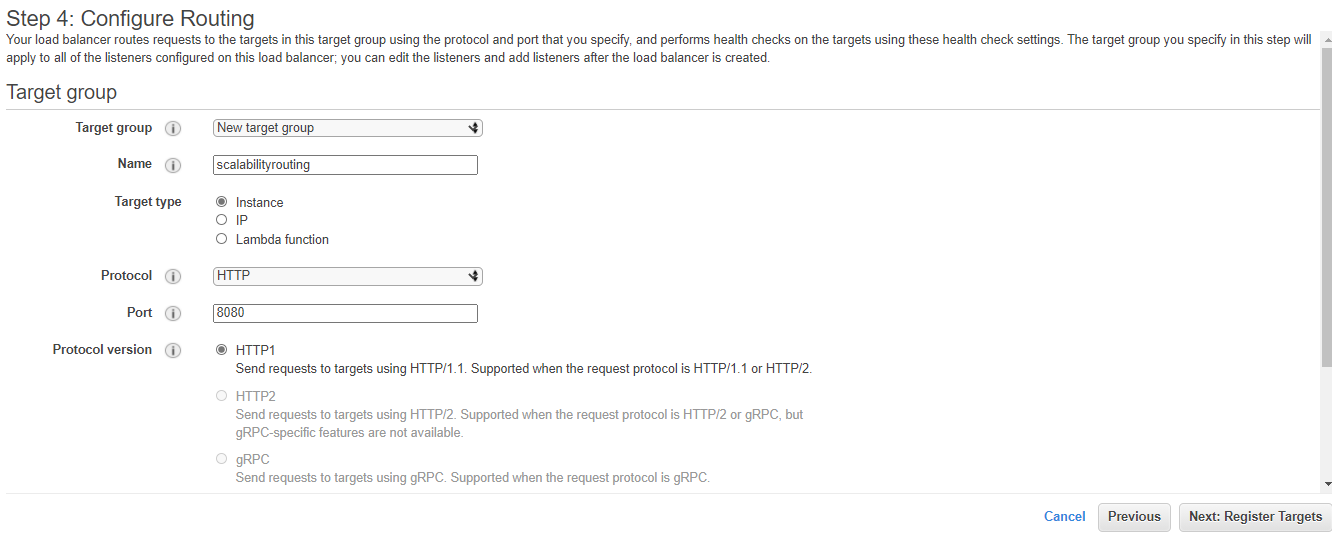 Step 4: Configure Routing
Your load balancer routes requests to the targets in this target group using the protocol and port that you specify, and performs health checks on the targets using these health check settings. The target group you specify in this step will
apply to all of the listeners configured on this load balancer; you can edit the listeners and add listeners after the load balancer is created.
Target group
Target group i New target group
Name i scalabilityrouting
Target type Instance
IP
Lambda function
Protocol i HTTP
Port i 8080
Protocol version i HTTP1
Send requests to targets using HTTP/1.1. Supported when the request protocol is HTTP/1.1 or HTTP/2.
HTTP2
Send requests to targets using HTTP/2. Supported when the request protocol is HTTP/2 or gRPC, but
gRPC-specific features are not available.
gRPC
Send requests to targets using gRPC. Supported when the request protocol is gRPC.
Cancel Previous Next: Register Targets